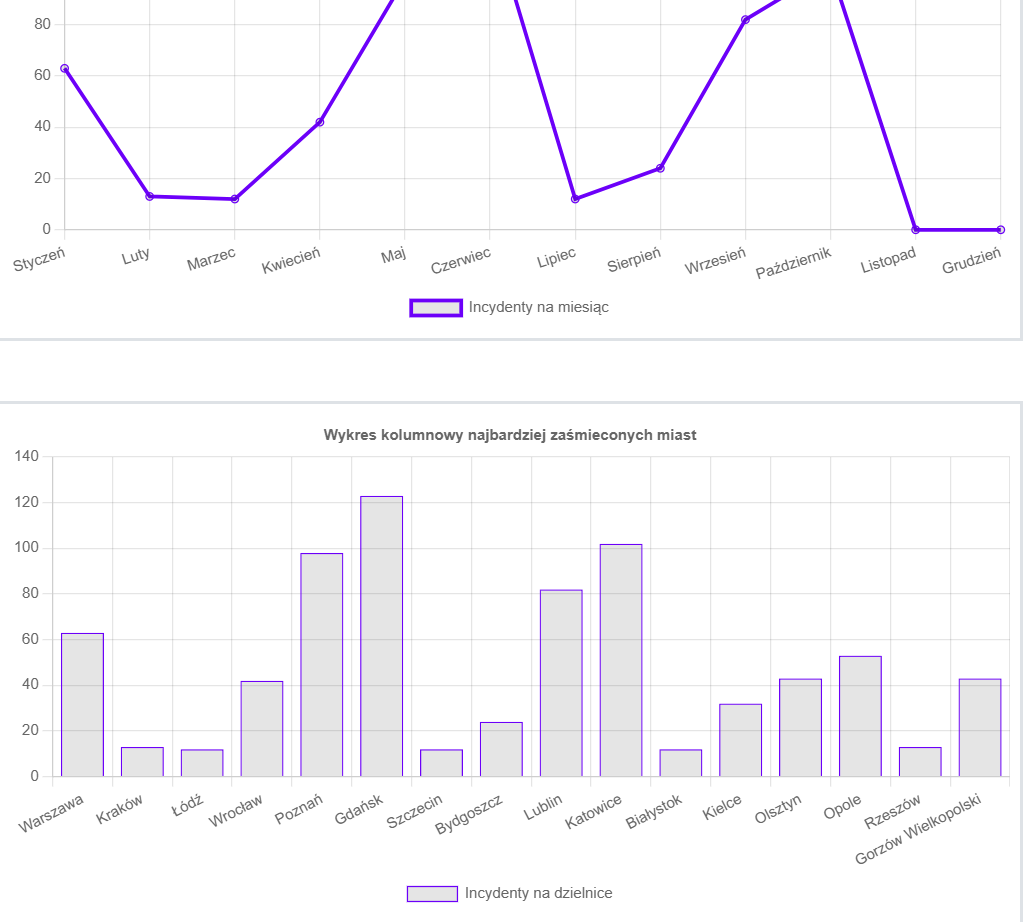 80
60
40
20
0
Styczeń Luty Marzec Kwiecień Maj Czerwiec Lipiec Sierpień Wrzesień Październik Listopad Grudzień
Incydenty na miesiąc
Wykres kolumnowy najbardziej zaśmieconych miast
140
120
100
80
60
40
20
0
Warszawa Kraków Łódź Wrocław Poznań Gdańsk Szczecin Bydgoszcz Lublin Katowice Białystok Kielce Olsztyn Opole Rzeszów Gorzów Wielkopolski
Incydenty na dzielnice